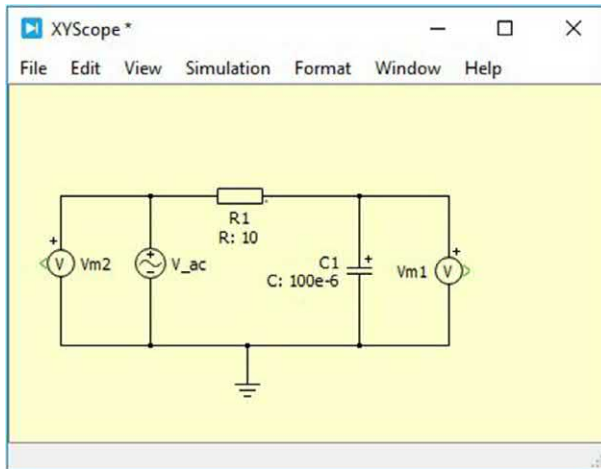 XYScope *
File Edit View Simulation Format Window Help
R1
R: 10
+
V
Vm2
+
−
V_ac
C1
C: 100e-6
+
Vm1
+
V